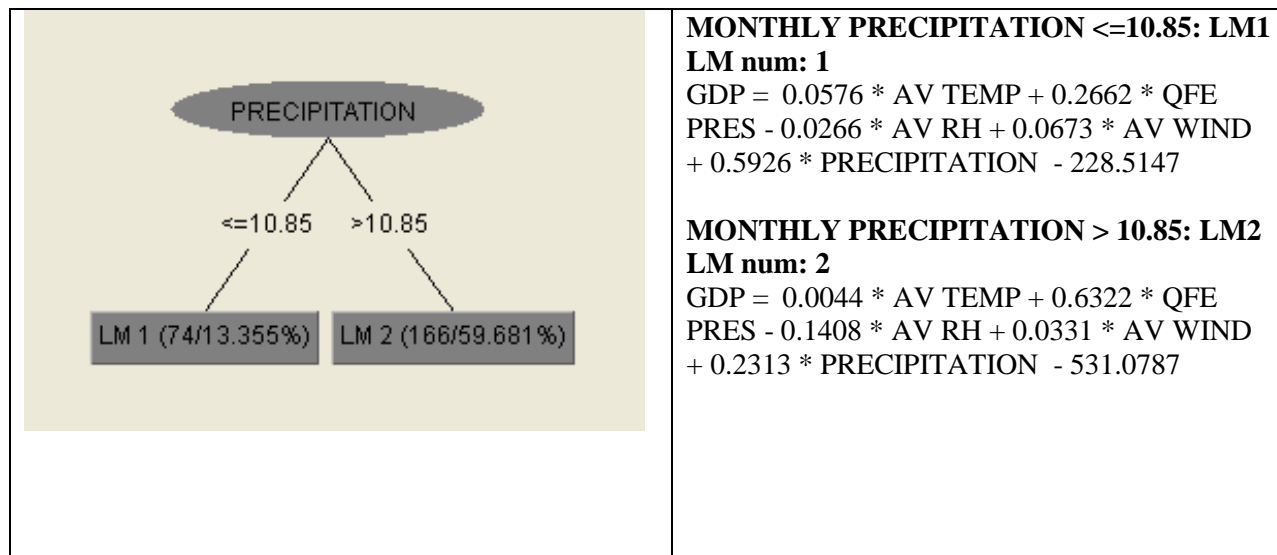 PRECIPITATION
<=10.85 >10.85
LM 1 (74/13.355%) LM 2 (166/59.681%)
MONTHLY PRECIPITATION <=10.85: LM1
LM num: 1
GDP = 0.0576 * AV TEMP + 0.2662 * QFE
PRES - 0.0266 * AV RH + 0.0673 * AV WIND
+ 0.5926 * PRECIPITATION - 228.5147
MONTHLY PRECIPITATION > 10.85: LM2
LM num: 2
GDP = 0.0044 * AV TEMP + 0.6322 * QFE
PRES - 0.1408 * AV RH + 0.0331 * AV WIND
+ 0.2313 * PRECIPITATION - 531.0787